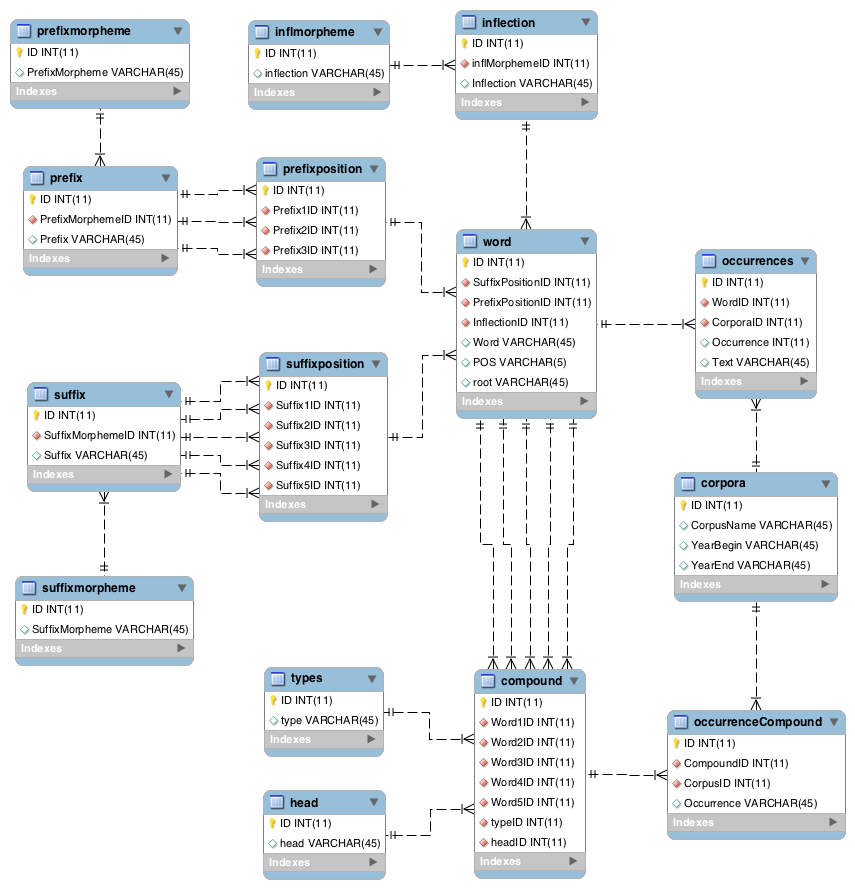 prefixmorpheme
ID INT(11)
PrefixMorpheme VARCHAR(45)
Indexes
inflmorpheme
ID INT(11)
inflection VARCHAR(45)
Indexes
inflection
ID INT(11)
inflMorphemeID INT(11)
Inflection VARCHAR(45)
Indexes
prefix
ID INT(11)
PrefixMorphemeID INT(11)
Prefix VARCHAR(45)
Indexes
prefixposition
ID INT(11)
Prefix1ID INT(11)
Prefix2ID INT(11)
Prefix3ID INT(11)
Indexes
word
ID INT(11)
SuffixPositionID INT(11)
PrefixPositionID INT(11)
InflectionID INT(11)
Word VARCHAR(45)
POS VARCHAR(5)
root VARCHAR(45)
Indexes
occurrences
ID INT(11)
WordID INT(11)
CorporaID INT(11)
Occurrence INT(11)
Text VARCHAR(45)
Indexes
suffix
ID INT(11)
SuffixMorphemeID INT(11)
Suffix VARCHAR(45)
Indexes
suffixposition
ID INT(11)
Suffix1ID INT(11)
Suffix2ID INT(11)
Suffix3ID INT(11)
Suffix4ID INT(11)
Suffix5ID INT(11)
Indexes
corpora
ID INT(11)
CorpusName VARCHAR(45)
YearBegin VARCHAR(45)
YearEnd VARCHAR(45)
Indexes
suffixmorpheme
ID INT(11)
SuffixMorpheme VARCHAR(45)
Indexes
types
ID INT(11)
type VARCHAR(45)
Indexes
compound
ID INT(11)
Word1ID INT(11)
Word2ID INT(11)
Word3ID INT(11)
Word4ID INT(11)
Word5ID INT(11)
typeID INT(11)
headID INT(11)
Indexes
occurrenceCompound
ID INT(11)
CompoundID INT(11)
CorpusID INT(11)
Occurrence VARCHAR(45)
Indexes
head
ID INT(11)
head VARCHAR(45)
Indexes